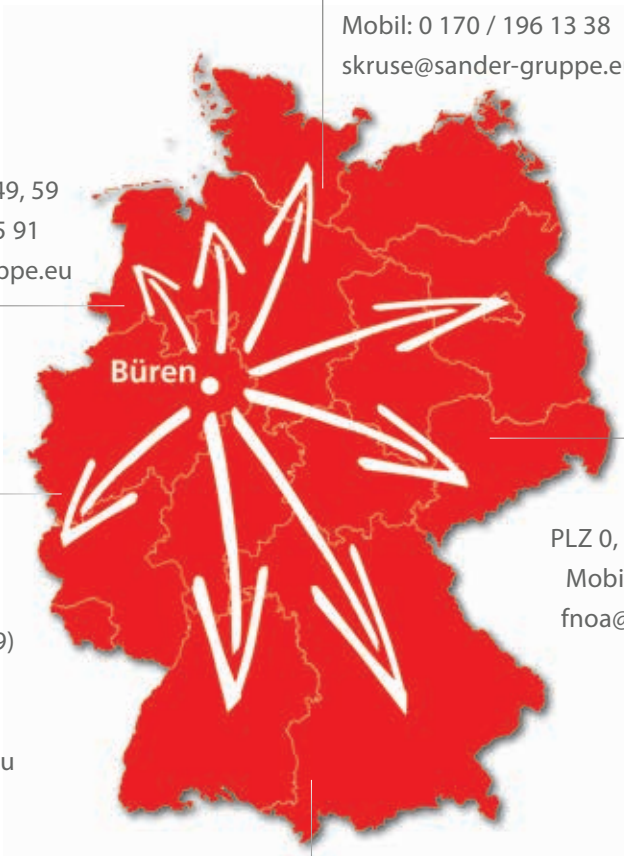 Mobil: 0 170 / 196 13 38
skruse@sander-gruppe.e
49, 59
5 91
ppe.eu
Büren
PLZ 0,
Mobi
fnoa@
9)
u